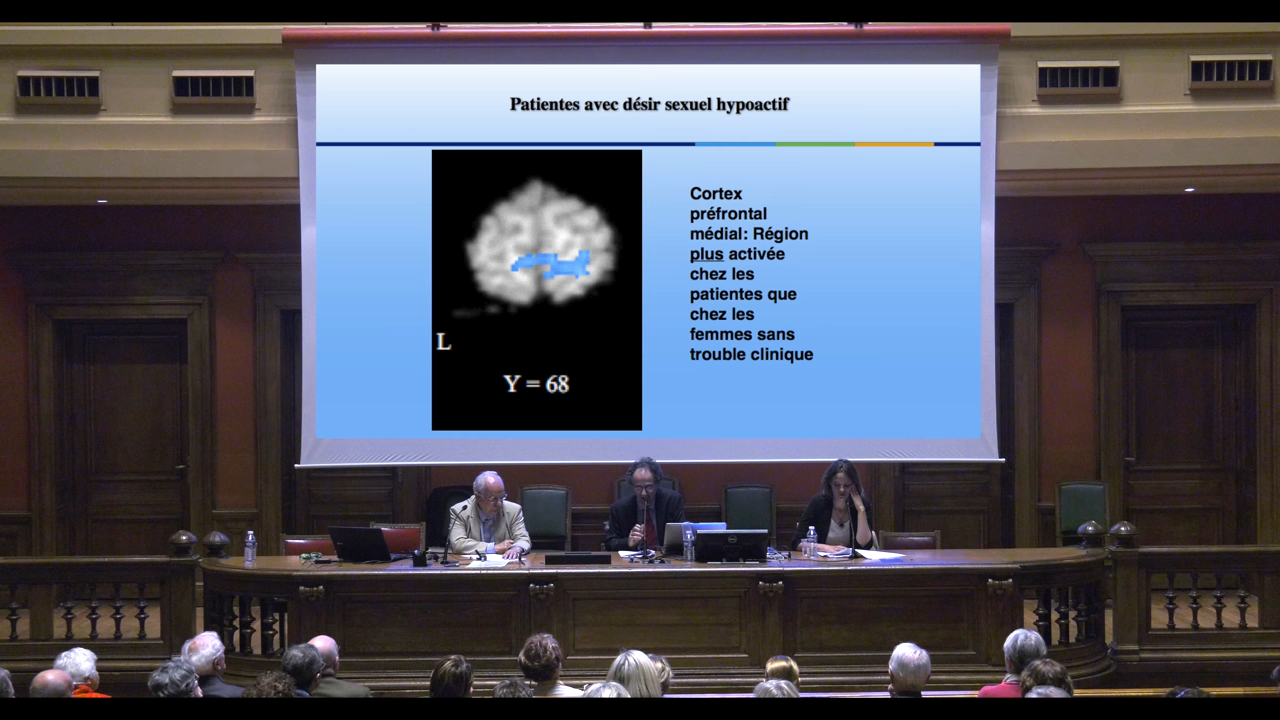 Patientes avec désir sexuel hypoactif
Cortex
préfrontal
médial: Région
plus activée
chez les
patientes que
chez les
femmes sans
trouble clinique
L
Y = 68